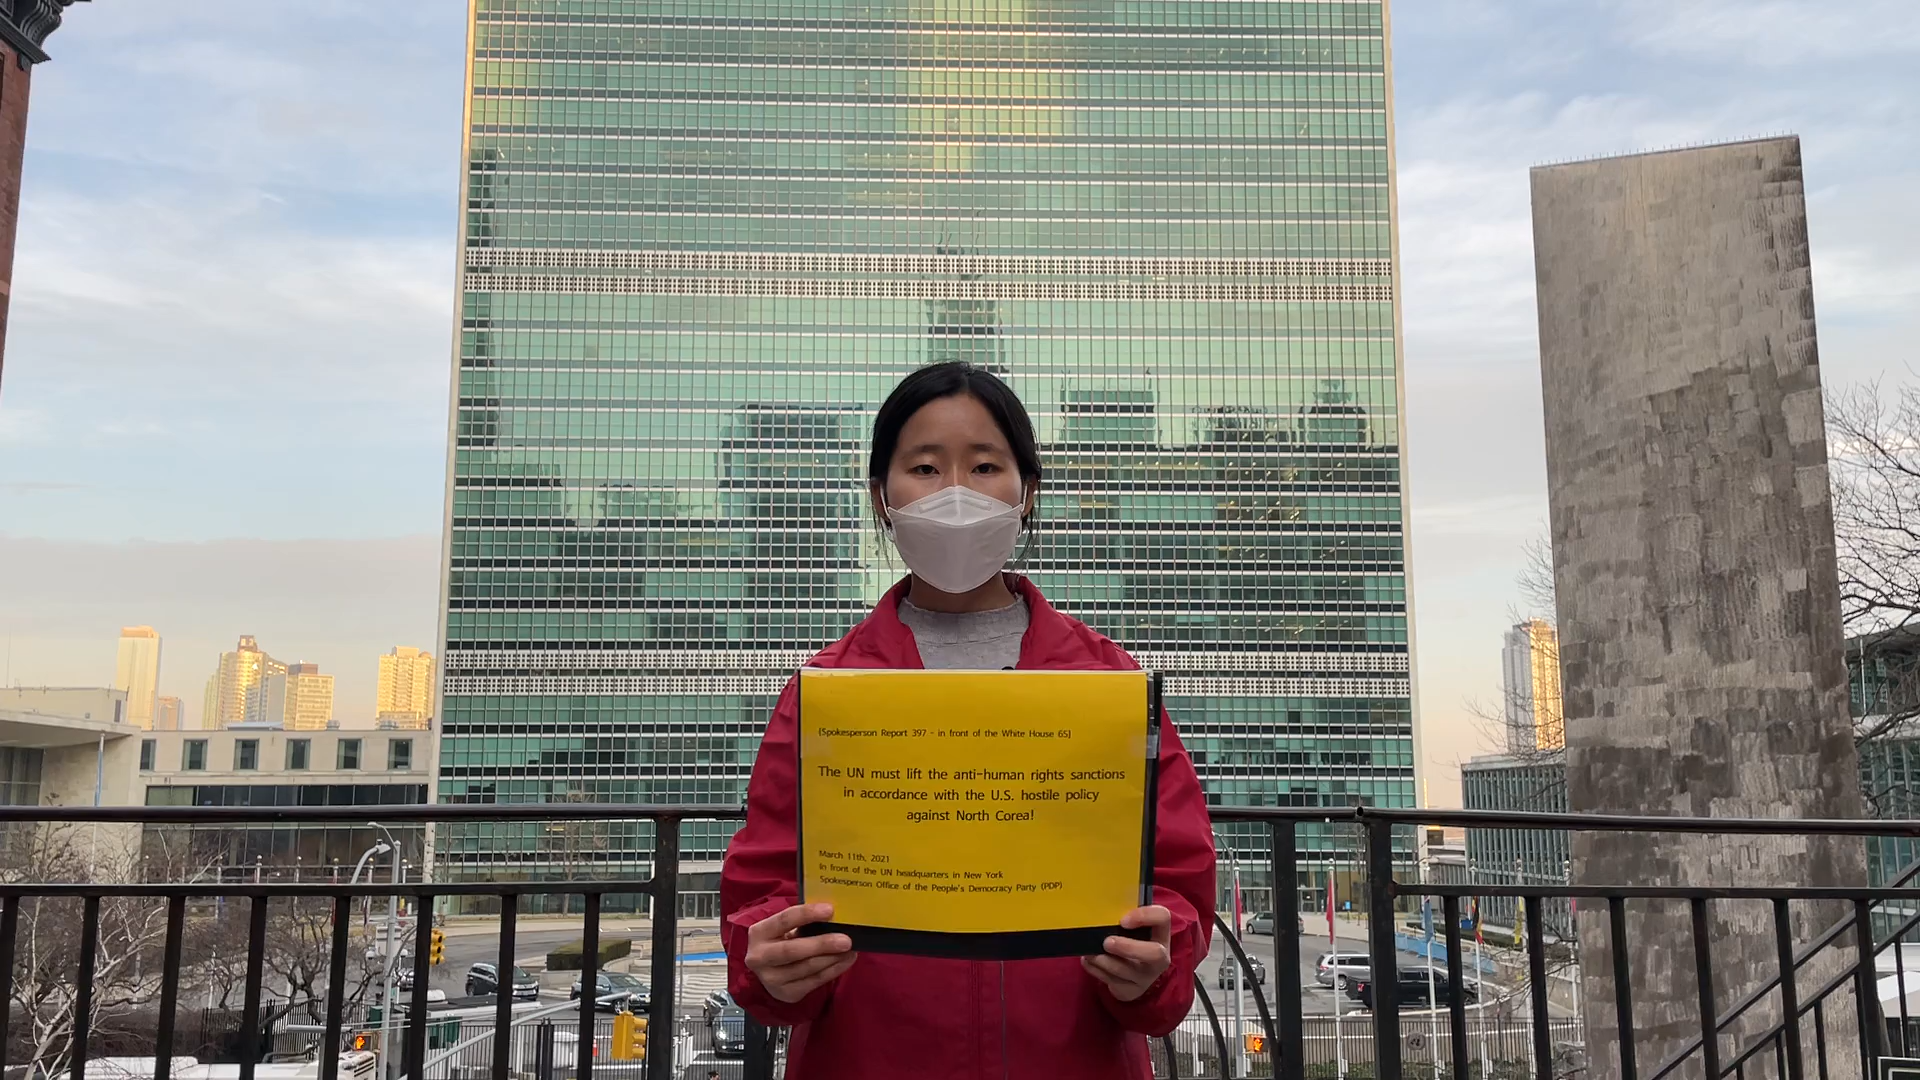 [Spokesperson Report 397 - in front of the White House 65]
The UN must lift the anti-human rights sanctions
in accordance with the U.S. hostile policy
against North Corea!
March 11th, 2021
In front of the UN headquarters in New York
Spokesperson Office of the People's Democracy Party (PDP)